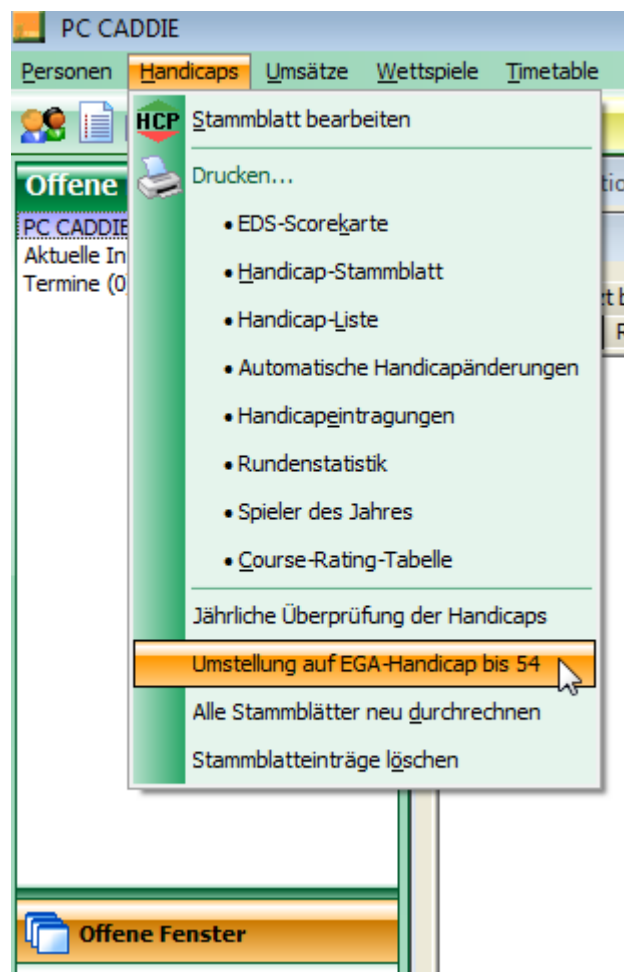 PC CADDIE
Personen Handicaps Umsätze Wettspiele Timetable
HCP Stammblatt bearbeiten
Drucken...
Offene
PC CADDIE
• EDS-Scorekarte
Aktuelle In
• Handicap-Stammblatt
Termine (0)
• Handicap-Liste
• Automatische Handicapänderungen
• Handicapeintragungen
• Rundenstatistik
• Spieler des Jahres
• Course-Rating-Tabelle
Jährliche Überprüfung der Handicaps
Umstellung auf EGA-Handicap bis 54
Alle Stammblätter neu durchrechnen
Stammblatteinträge löschen
Offene Fenster